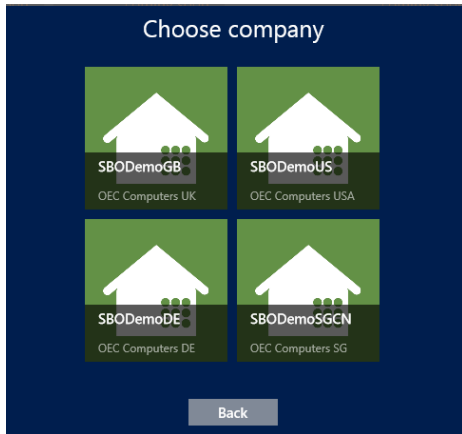 Choose company
SBODemoGB
OEC Computers UK
SBODemoUS
OEC Computers USA
SBODemoDE
OEC Computers DE
SBODemoSGCN
OEC Computers SG
Back